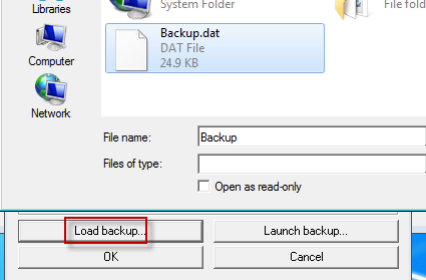 Libraries
System Folder
File fold
Backup.dat
DAT File
24.9 KB
Computer
Network
File name:
Backup
Files of type:
Open as read-only
Load backup...
Launch backup...
OK
Cancel